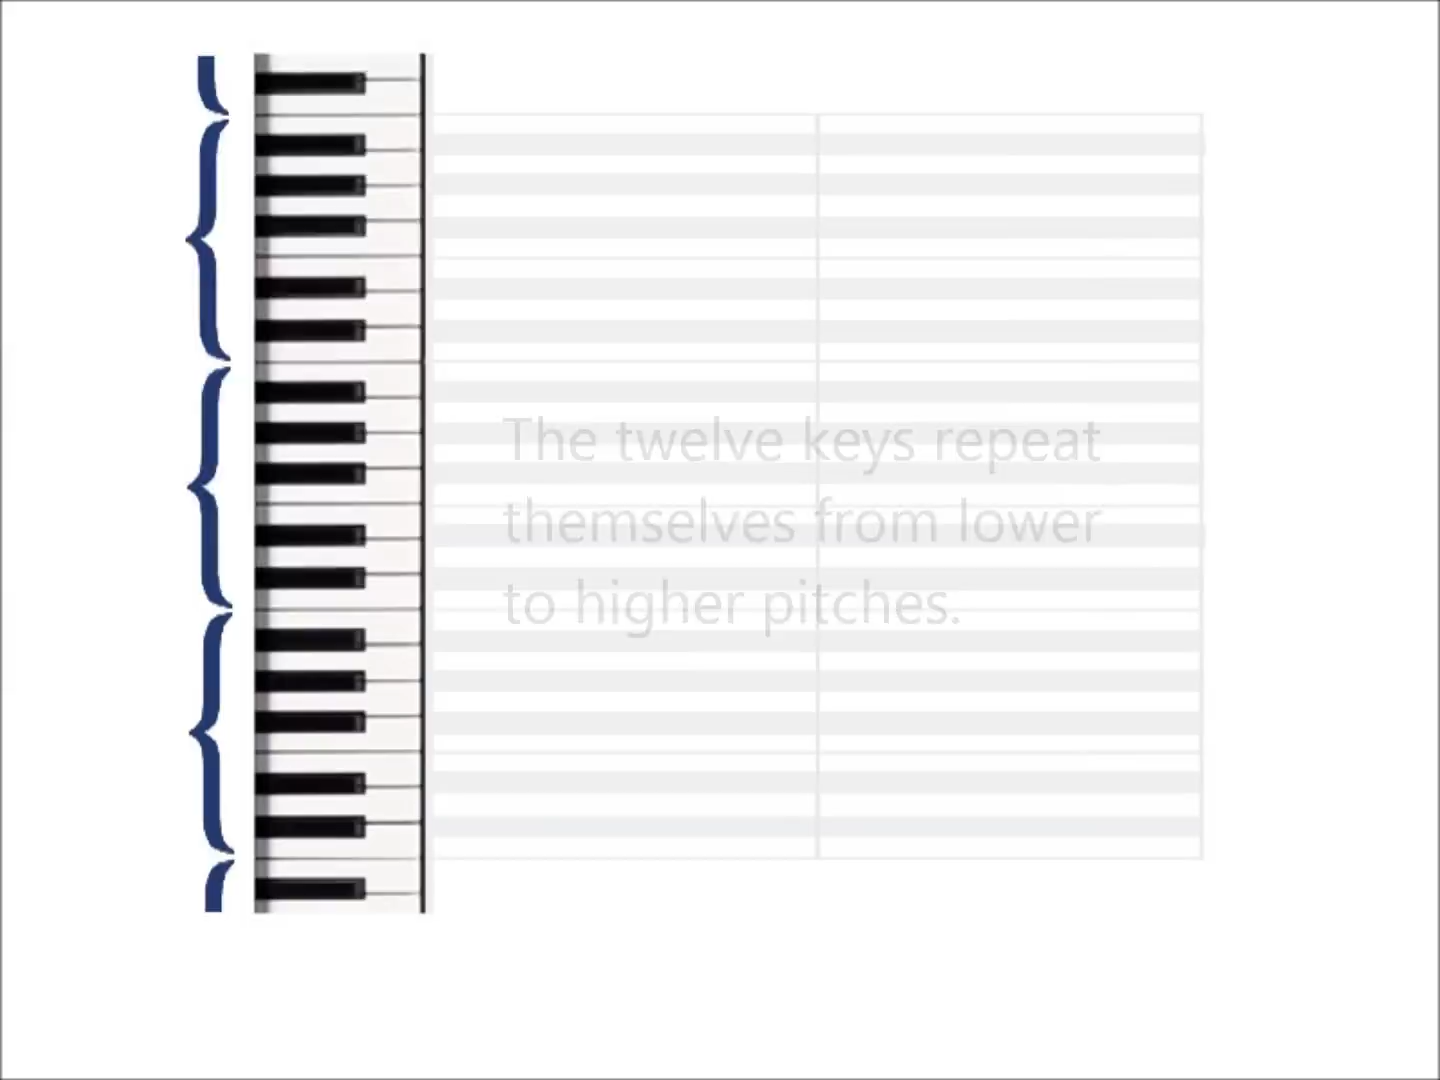 The twelve keys repeat
themselves from lower
to higher pitches.